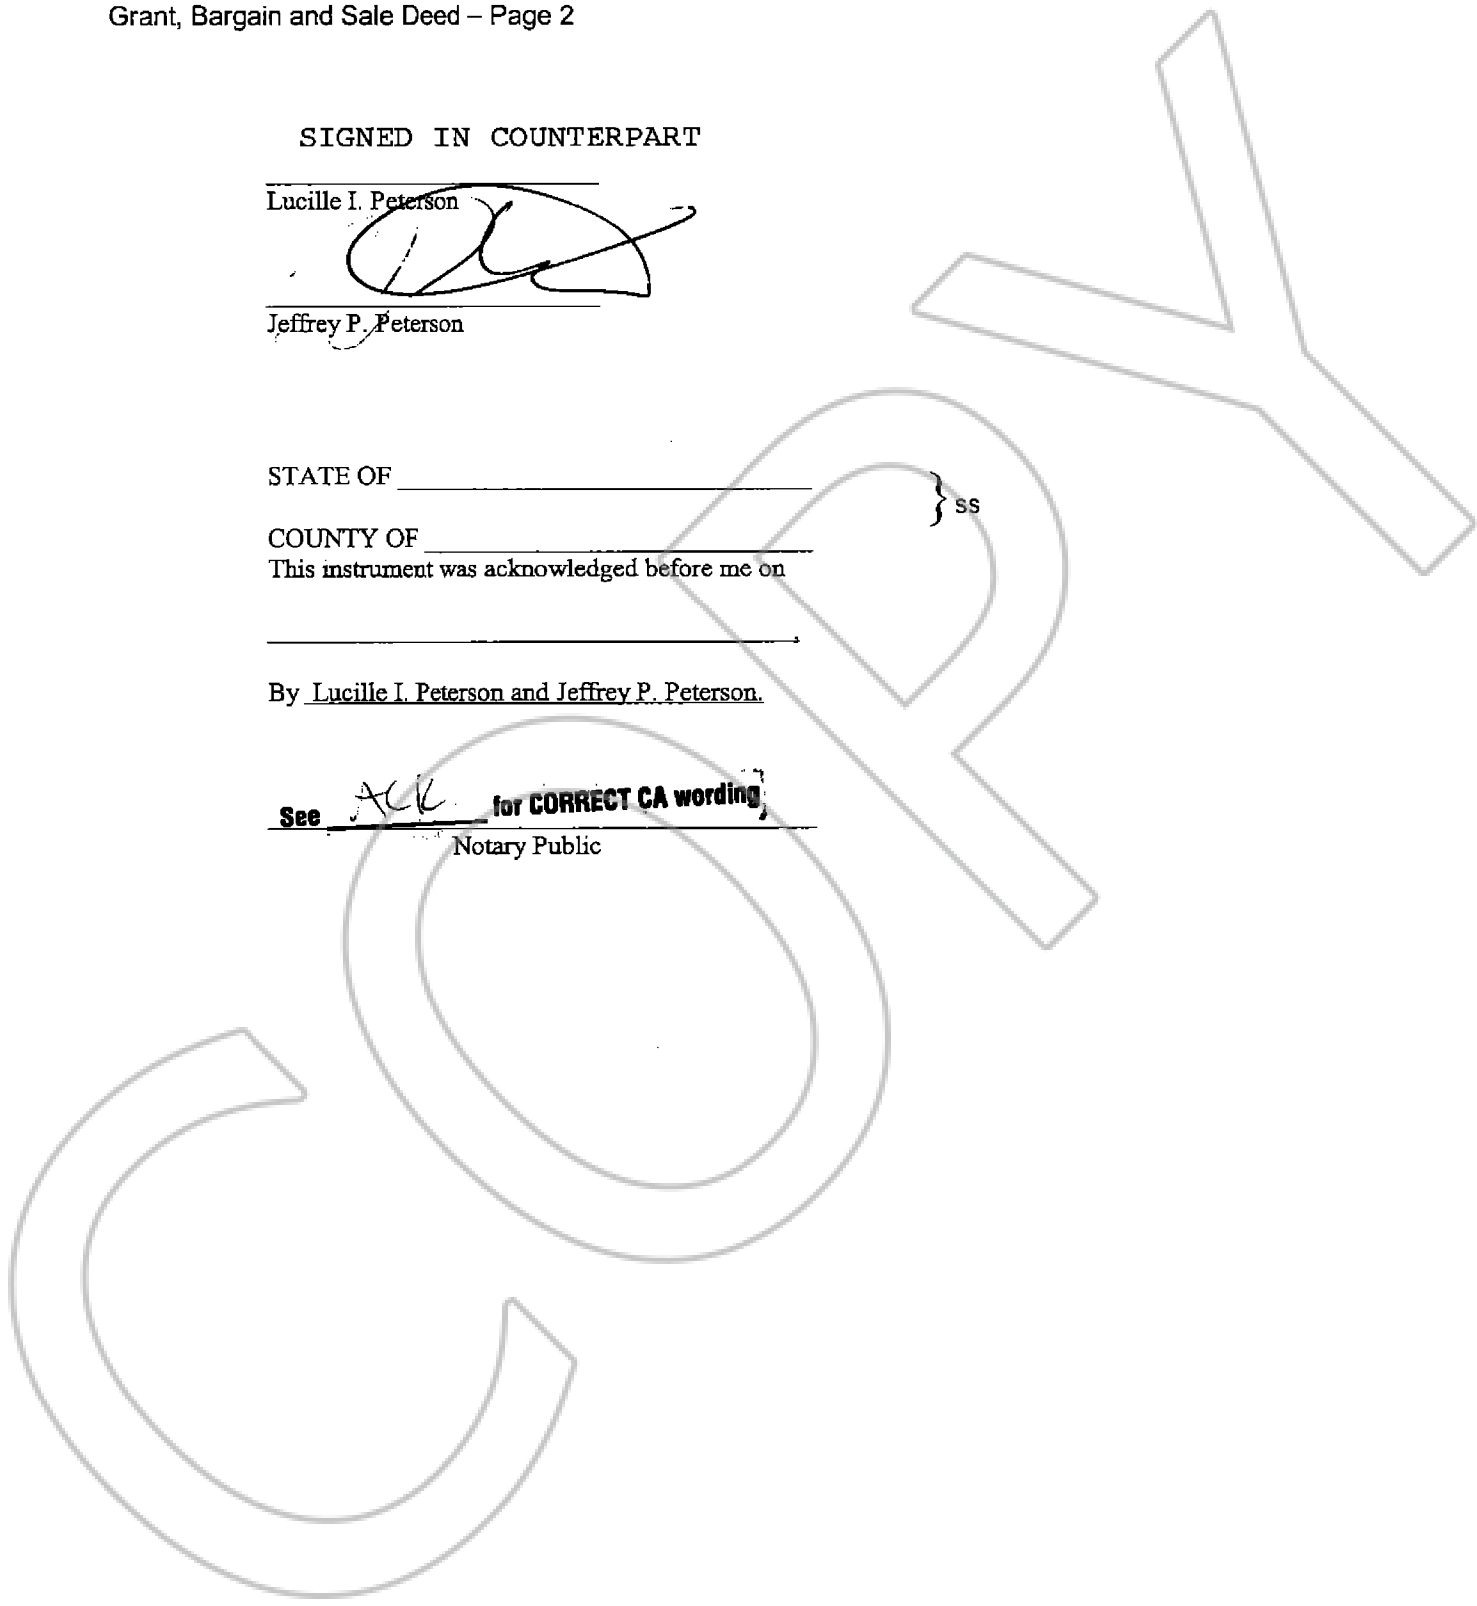 Grant, Bargain and Sale Deed – Page 2
SIGNED IN COUNTERPART
Lucille I. Peterson
Jeffrey P. Peterson
STATE OF
} ss
COUNTY OF
This instrument was acknowledged before me on
.
By Lucille I. Peterson and Jeffrey P. Peterson.
See ACK for CORRECT CA wording
Notary Public
COPY